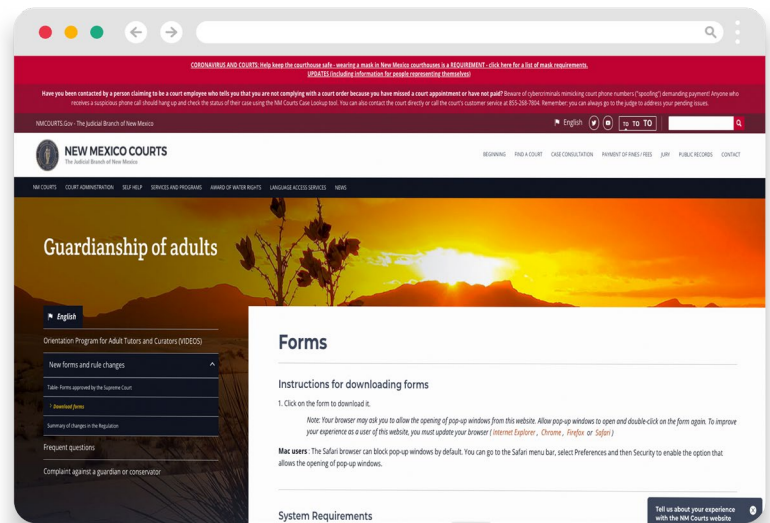 CORONAVIRUS AND COURTS: Help keep the courthouse safe - wearing a mask in New Mexico courthouses is a REQUIREMENT - click here for a list of mask requirements.
UPDATES (including information for people representing themselves)
Have you been contacted by a person claiming to be a court employee who tells you that you are not complying with a court order because you have missed a court appointment or have not paid? Beware of cybercriminals mimicking court phone numbers ("spoofing") demanding payment! Anyone who
receives a suspicious phone call should hang up and check the status of their case using the NM Courts Case Lookup tool. You can also contact the court directly or call the court's customer service at 855-268-7804. Remember: you can always go to the judge to address your pending issues.
NMCOURTS.Gov - The Judicial Branch of New Mexico
English
TO TO TO
NEW MEXICO COURTS
The Judicial Branch of New Mexico
BEGINNING FIND A COURT CASE CONSULTATION PAYMENT OF FINES / FEES JURY PUBLIC RECORDS CONTACT
NM COURTS COURT ADMINISTRATION SELF HELP SERVICES AND PROGRAMS AWARD OF WATER RIGHTS LANGUAGE ACCESS SERVICES NEWS
Guardianship of adults
English
Orientation Program for Adult Tutors and Curators (VIDEOS)
New forms and rule changes
Table- Forms approved by the Supreme Court
Download forms
Summary of changes in the Regulation
Frequent questions
Complaint against a guardian or conservator
Forms
Instructions for downloading forms
1. Click on the form to download it.
Note: Your browser may ask you to allow the opening of pop-up windows from this website. Allow pop-up windows to open and double-click on the form again. To improve
your experience as a user of this website, you must update your browser ( Internet Explorer , Chrome , Firefox or Safari )
Mac users : The Safari browser can block pop-up windows by default. You can go to the Safari menu bar, select Preferences and then Security to enable the option that
allows the opening of pop-up windows.
System Requirements
Tell us about your experience
with the NM Courts website